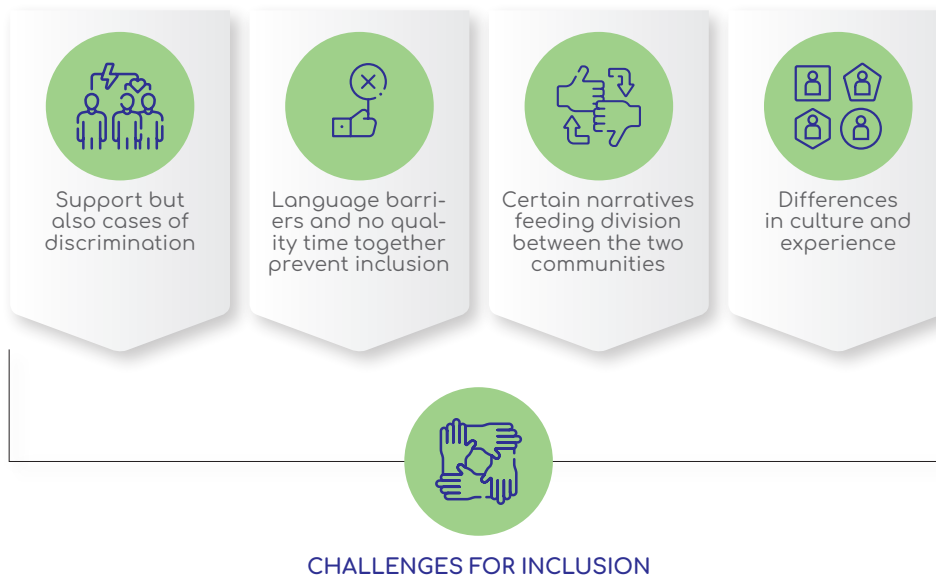 Support but
also cases of
discrimination
Language barri-
ers and no qual-
ity time together
prevent inclusion
Certain narratives
feeding division
between the two
communities
Differences
in culture and
experience
CHALLENGES FOR INCLUSION